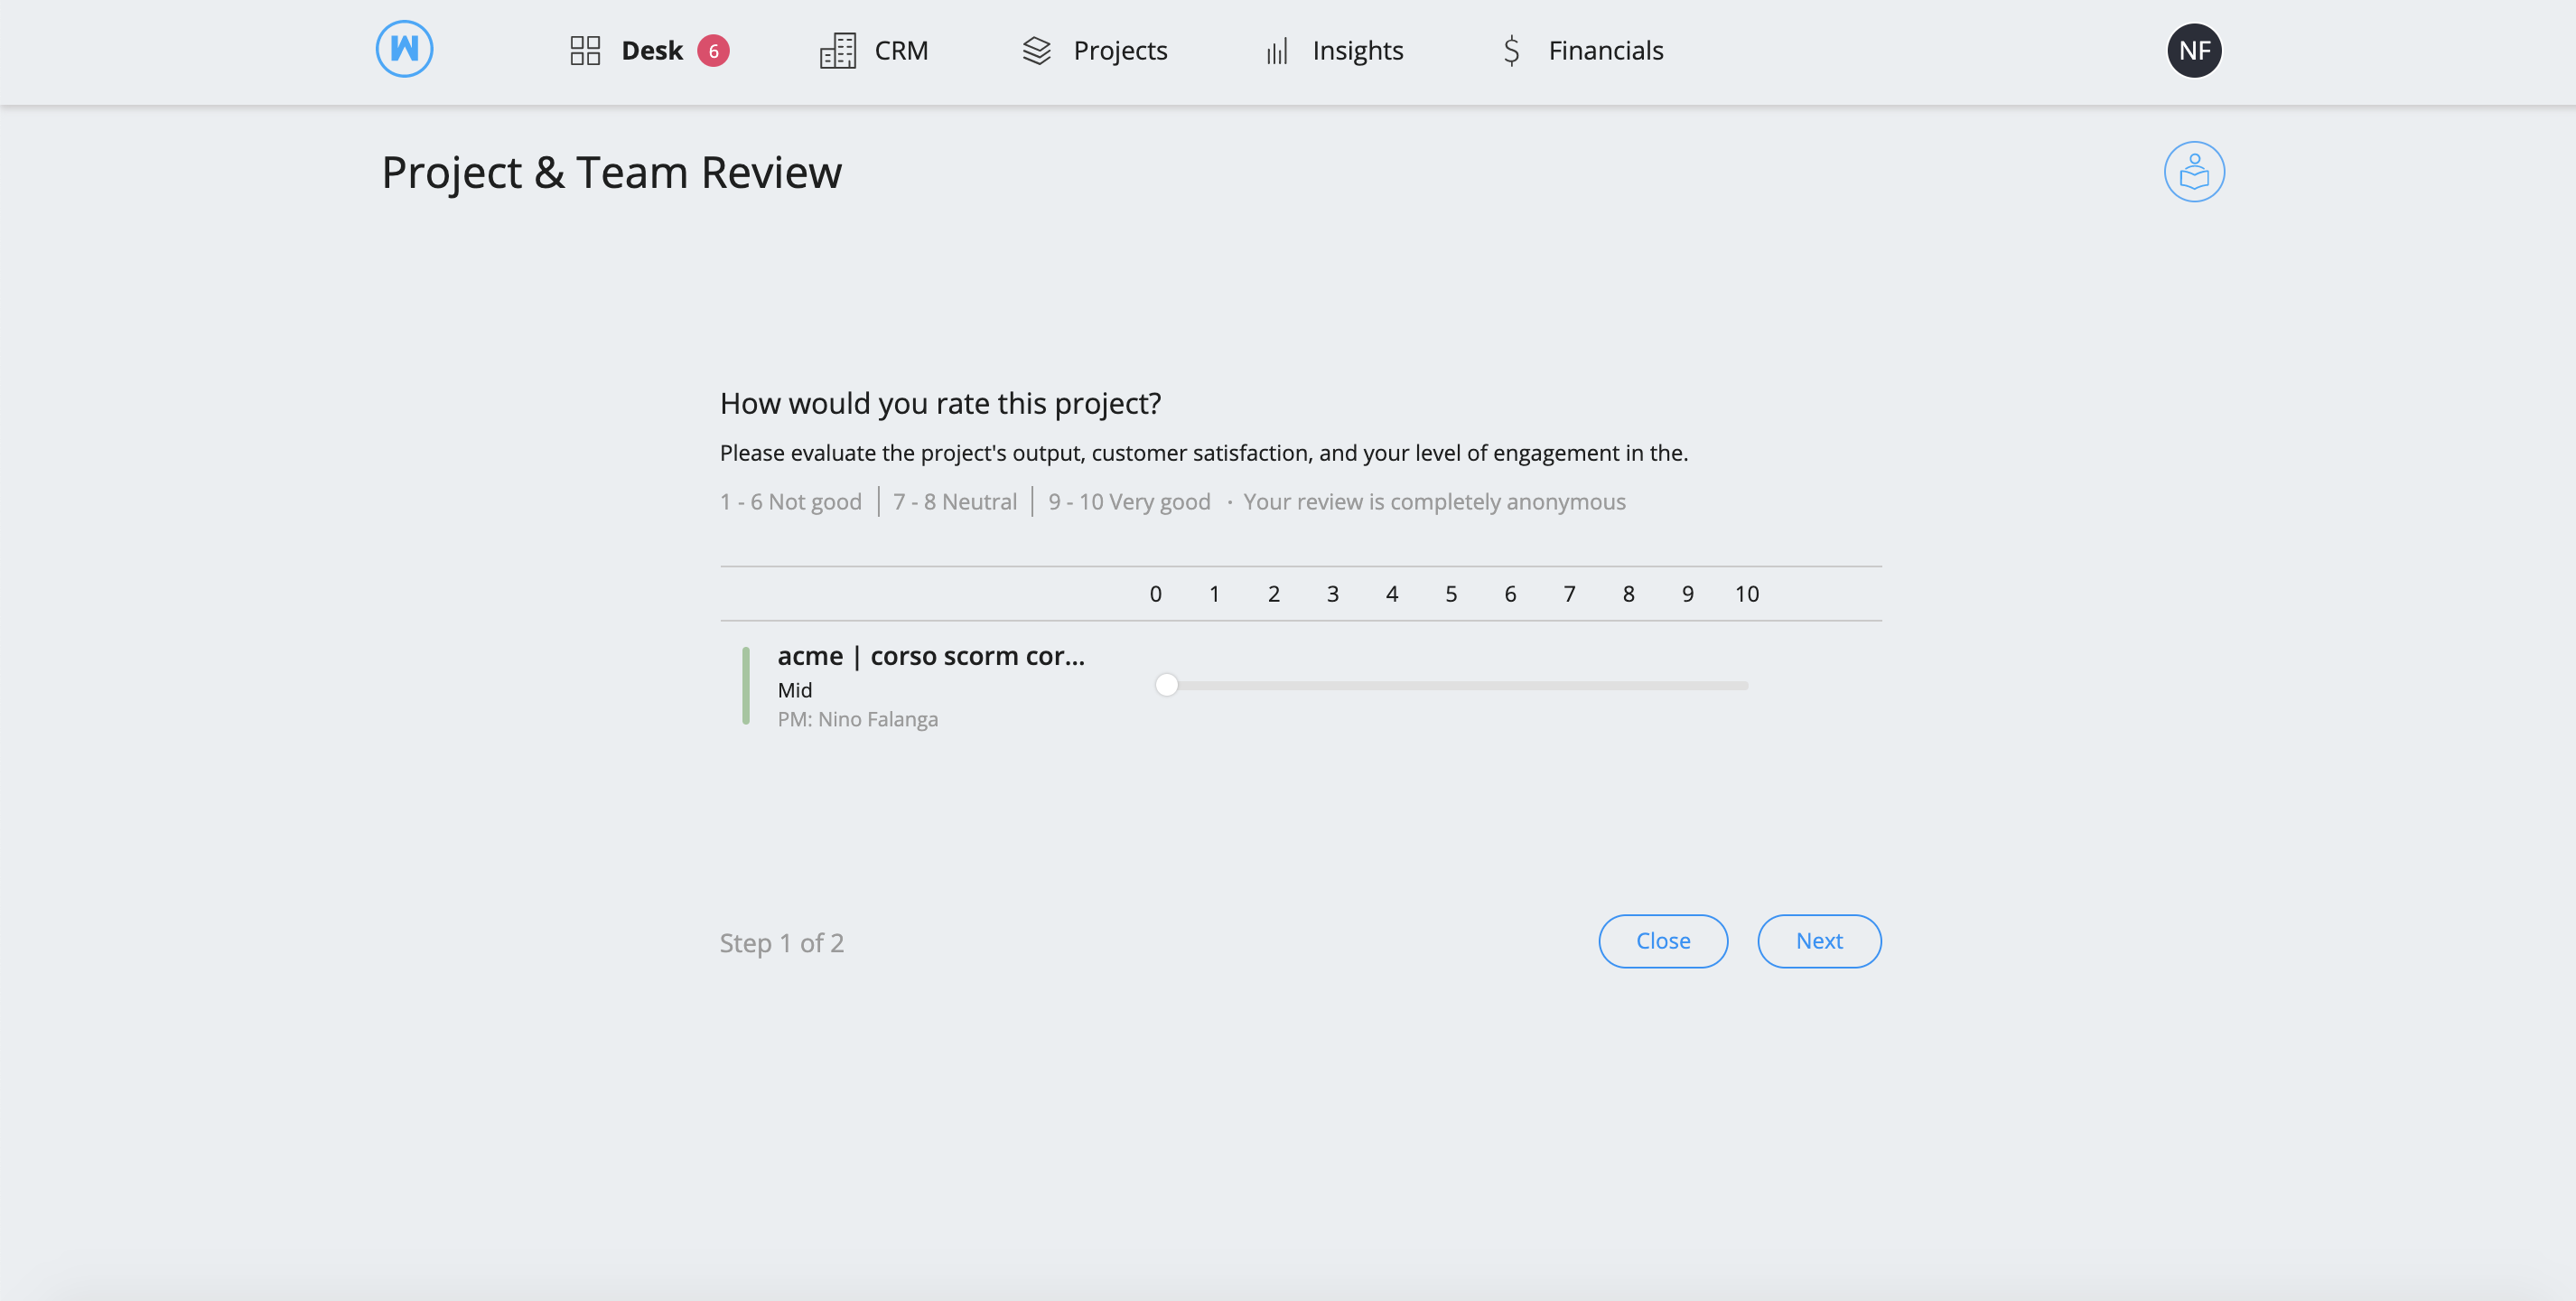 W
Desk 6 CRM Projects Insights Financials NF
Project & Team Review
How would you rate this project?
Please evaluate the project's output, customer satisfaction, and your level of engagement in the.
1 - 6 Not good | 7 - 8 Neutral | 9 - 10 Very good · Your review is completely anonymous
0 1 2 3 4 5 6 7 8 9 10
acme | corso scorm cor...
Mid
PM: Nino Falanga
Step 1 of 2 Close Next